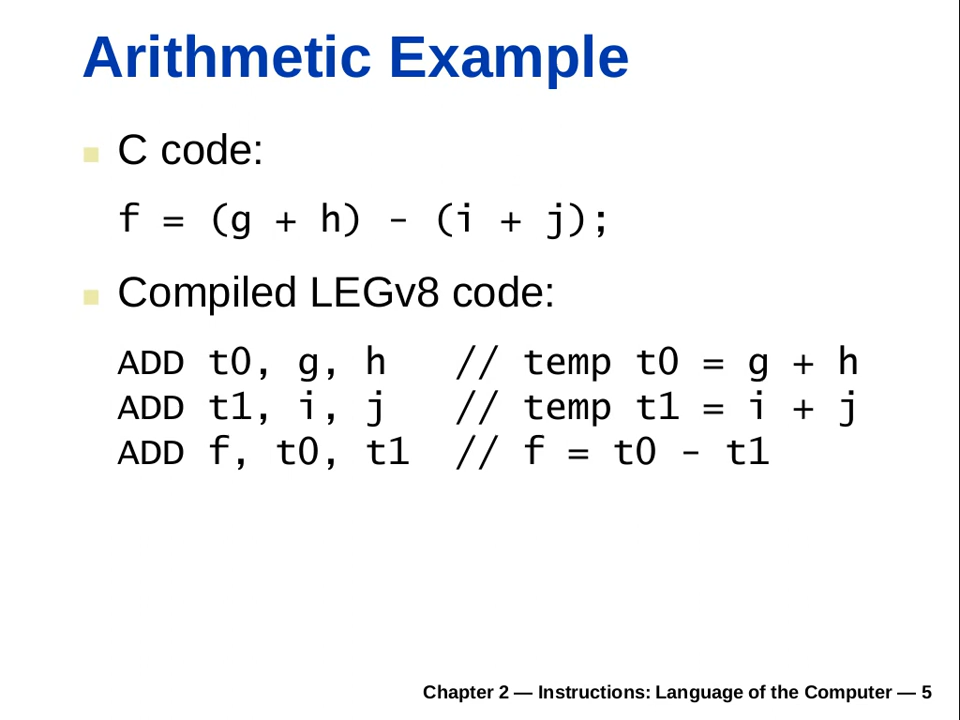 Arithmetic Example
C code:
f = (g + h) - (i + j);
Compiled LEGv8 code:
ADD t0, g, h   // temp t0 = g + h
ADD t1, i, j   // temp t1 = i + j
ADD f, t0, t1  // f = t0 - t1
Chapter 2 — Instructions: Language of the Computer — 5